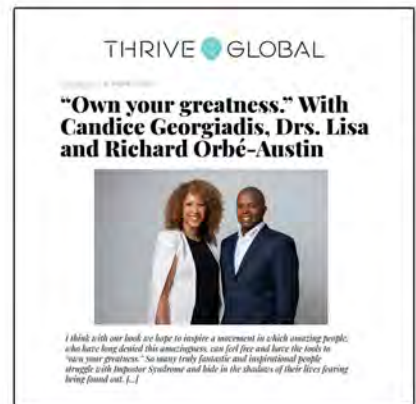 THRIVE GLOBAL
“Own your greatness.” With
Candice Georgiadis, Drs. Lisa
and Richard Orbé-Austin
I think with our book we hope to inspire a movement in which amazing people,
who have long denied this amazingness, can feel free and have the tools to
“own your greatness.” So many truly fantastic and inspirational people
struggle with Impostor Syndrome and hide in the shadows of their lives fearing
being found out. [...]